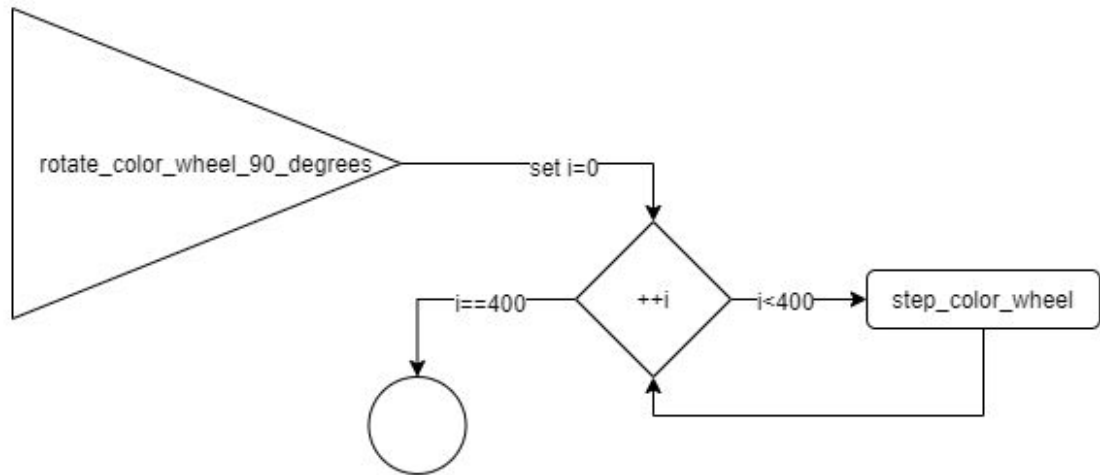 rotate_color_wheel_90_degrees
set i=0
i==400
++i
i<400
step_color_wheel